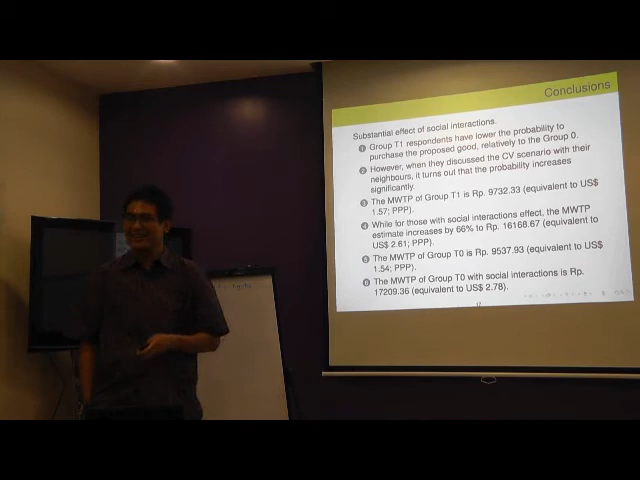 Conclusions
Substantial effect of social interactions.
1 Group T1 respondents have lower the probability to
purchase the proposed good, relatively to the Group 0.
2 However, when they discussed the CV scenario with their
neighbours, it turns out that the probability increases
significantly.
3 The MWTP of Group T1 is Rp. 9732.33 (equivalent to US$
1.57; PPP).
4 While for those with social interactions effect, the MWTP
estimate increases by 66% to Rp. 16168.67 (equivalent to
US$ 2.61; PPP).
5 The MWTP of Group T0 is Rp. 9537.93 (equivalent to US$
1.54; PPP).
6 The MWTP of Group T0 with social interactions is Rp.
17209.36 (equivalent to US$ 2.78).